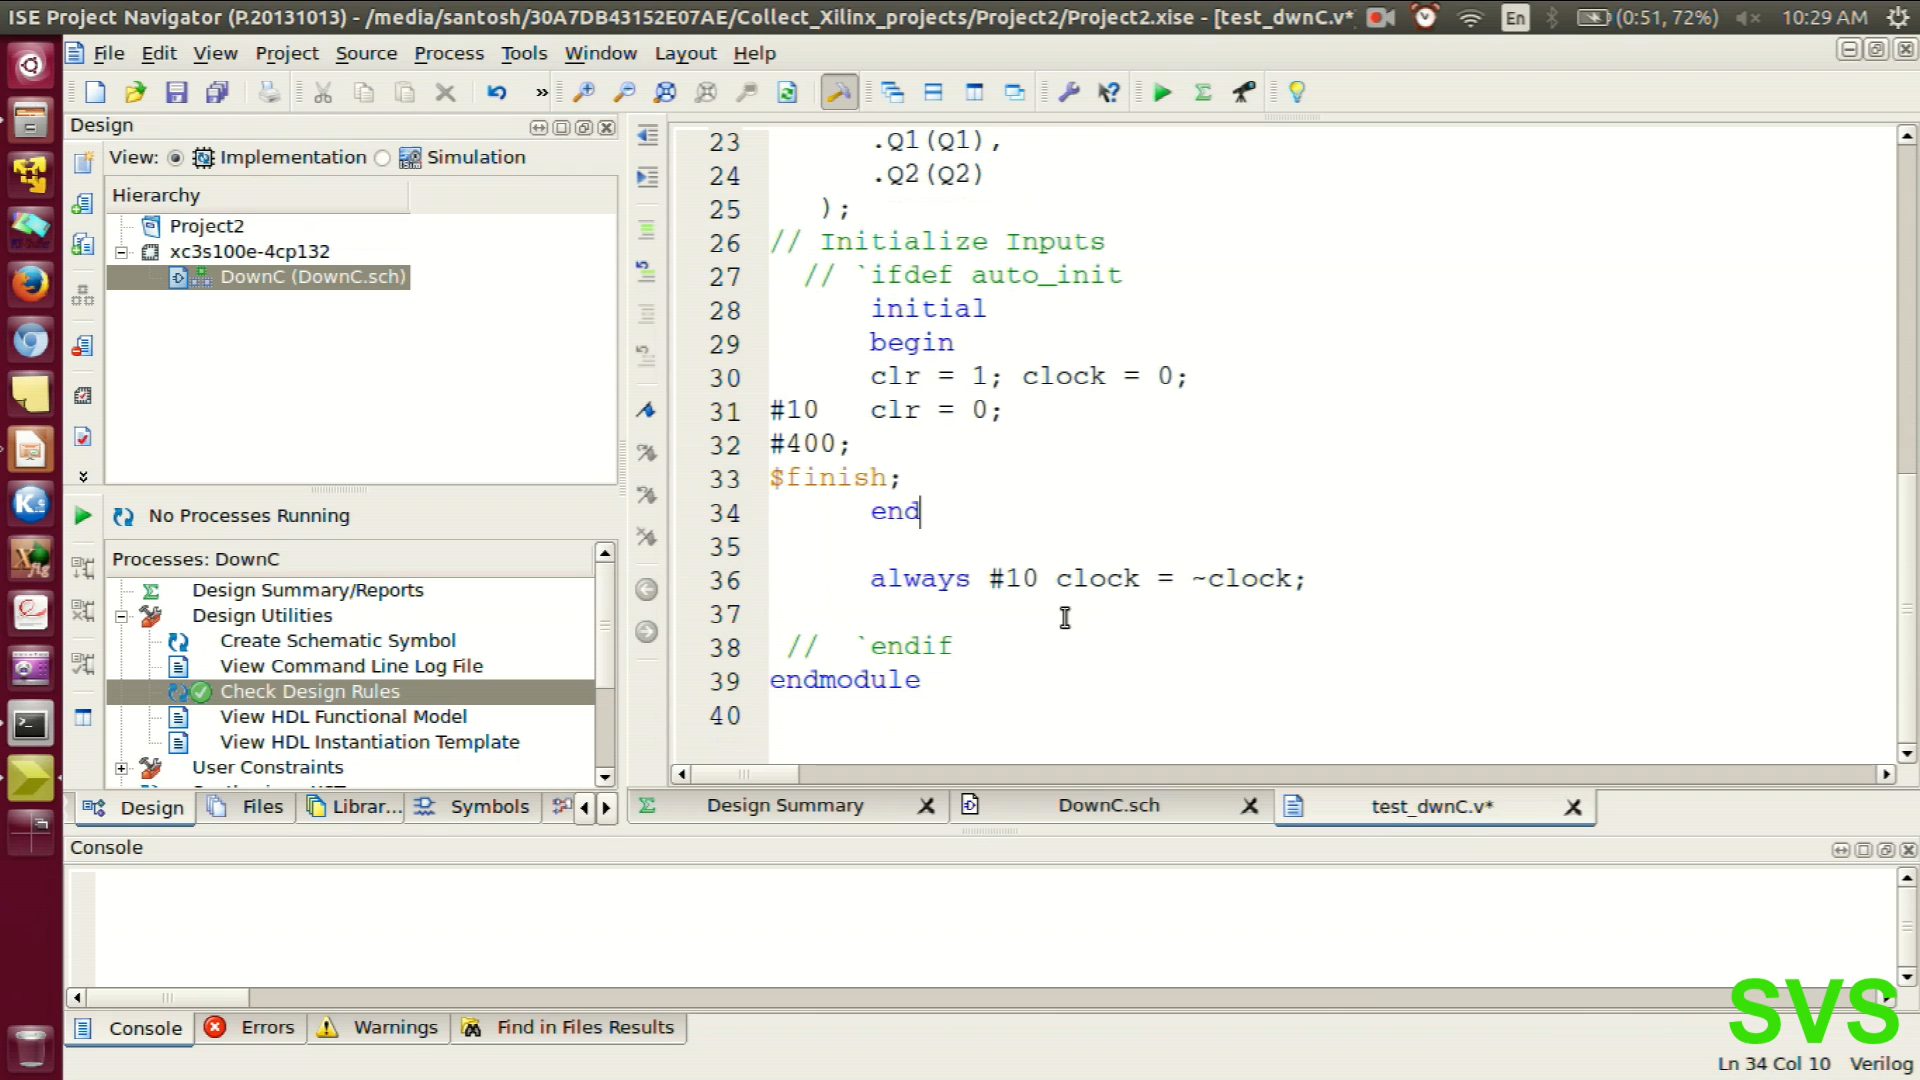 ISE Project Navigator (P.20131013) - /media/santosh/30A7DB43152E07AE/Collect_Xilinx_projects/Project2/Project2.xise - [test_dwnC.v*
En
(0:51, 72%)
10:29 AM
File Edit View Project Source Process Tools Window Layout Help
Design
View: Implementation Simulation
Hierarchy
Project2
xc3s100e-4cp132
DownC (DownC.sch)
No Processes Running
Processes: DownC
Design Summary/Reports
Design Utilities
Create Schematic Symbol
View Command Line Log File
Check Design Rules
View HDL Functional Model
View HDL Instantiation Template
User Constraints
Design Files Librar... Symbols
23 .Q1(Q1),
24 .Q2(Q2)
25 );
26 // Initialize Inputs
27 // `ifdef auto_init
28 initial
29 begin
30 clr = 1; clock = 0;
31 #10 clr = 0;
32 #400;
33 $finish;
34 end
35
36 always #10 clock = ~clock;
37
38 // `endif
39 endmodule
40
Design Summary DownC.sch test_dwnC.v*
Console
Console Errors Warnings Find in Files Results
SVS
Ln 34 Col 10 Verilog